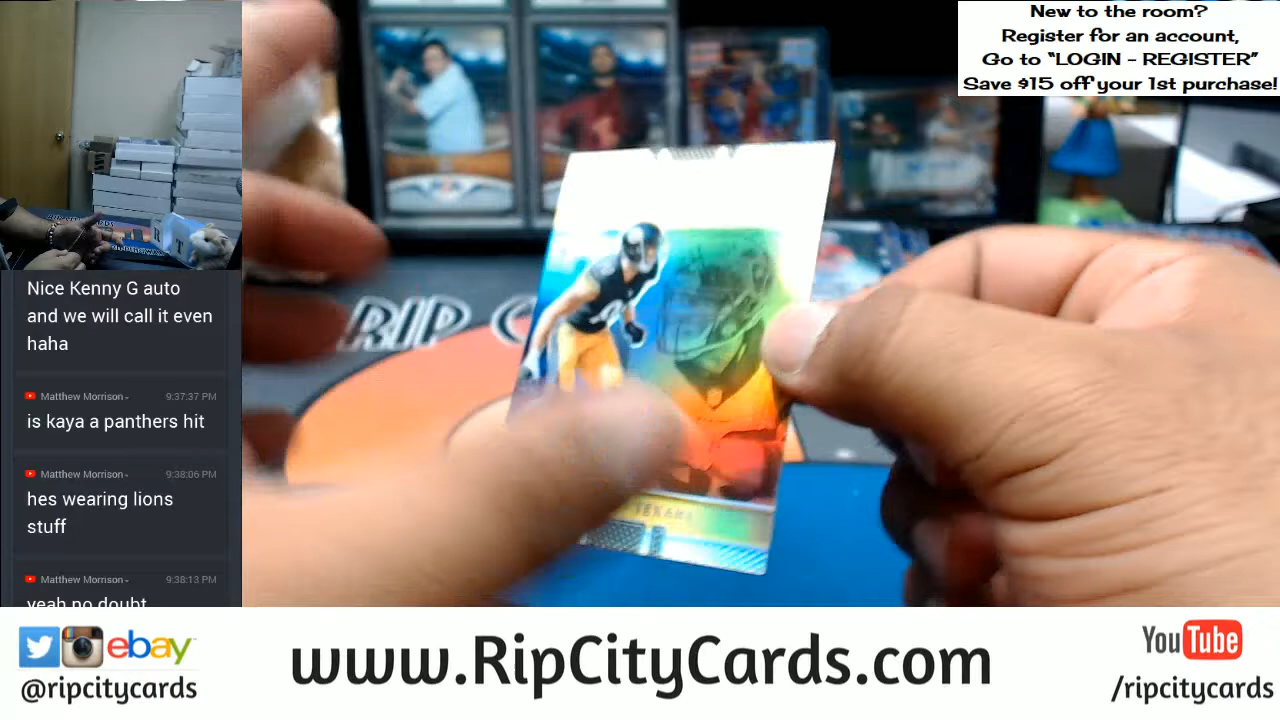 New to the room?
Register for an account,
Go to "LOGIN - REGISTER"
Save $15 off your 1st purchase!
RIP C
Nice Kenny G auto
and we will call it even
haha
Matthew Morrison
9:37:37 PM
is kaya a panthers hit
Matthew Morrison
9:38:06 PM
hes wearing lions
stuff
Matthew Morrison
9:38:13 PM
yeah no doubt
ebay
@ripcitycards
www.RipCityCards.com
YouTube
/ripcitycards